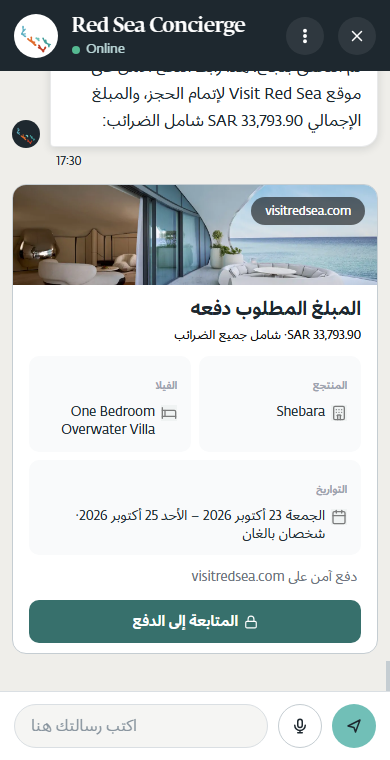 Red Sea Concierge
Online
موقع Visit Red Sea لإتمام الحجز، والمبلغ
الإجمالي SAR 33,793.90 شامل الضرائب:
17:30
visitredsea.com
المبلغ المطلوب دفعه
SAR 33,793.90· شامل جميع الضرائب
المنتجع
Shebara
الفيلا
One Bedroom
Overwater Villa
التواريخ
الجمعة 23 أكتوبر 2026 – الأحد 25 أكتوبر 2026·
شخصان بالغان
دفع آمن على visitredsea.com
المتابعة إلى الدفع
اكتب رسالتك هنا